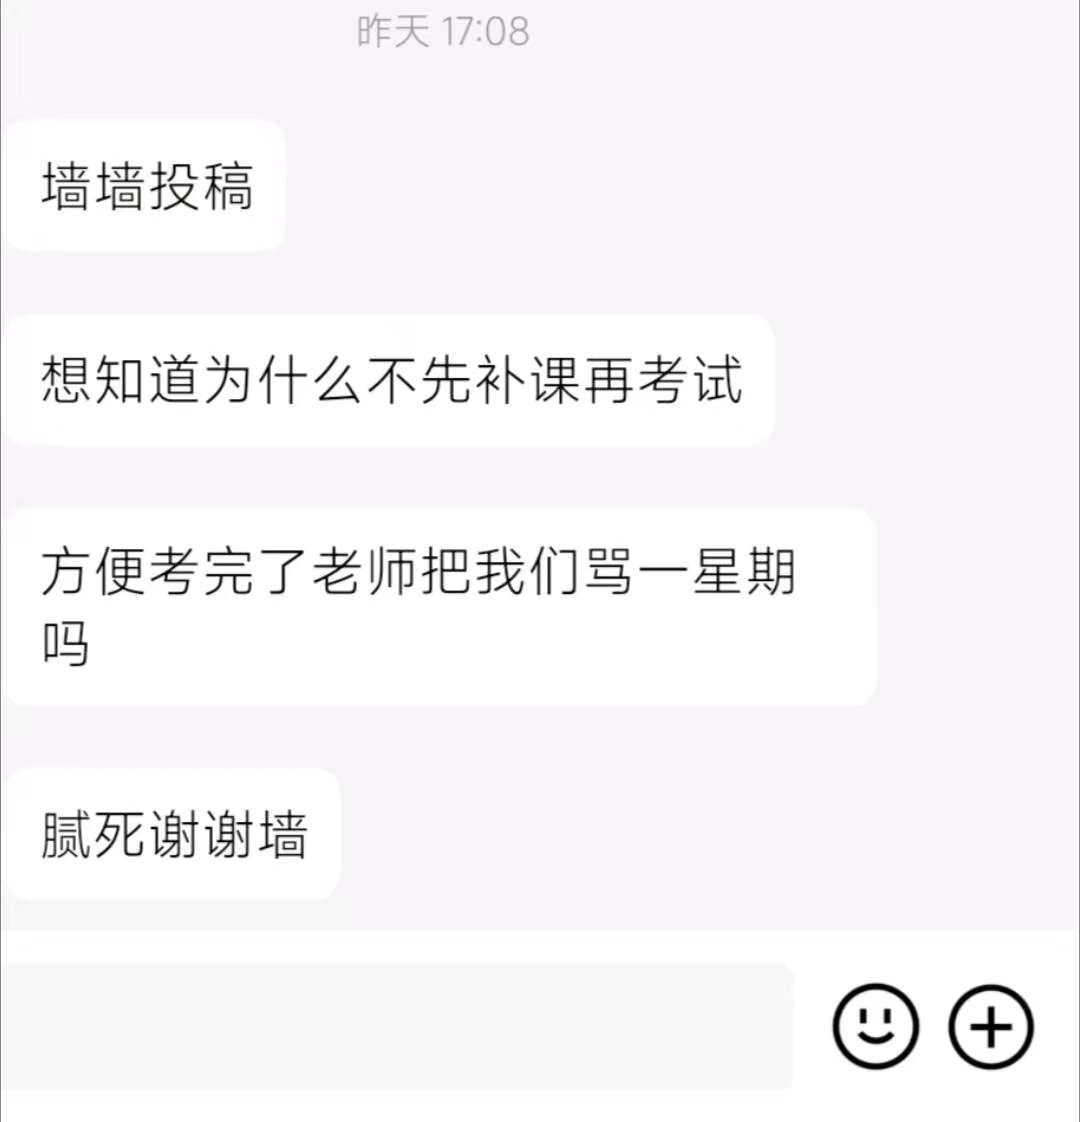 昨天 17:08
墙墙投稿
想知道为什么不先补课再考试
方便考完了老师把我们骂一星期
吗
腻死谢谢墙